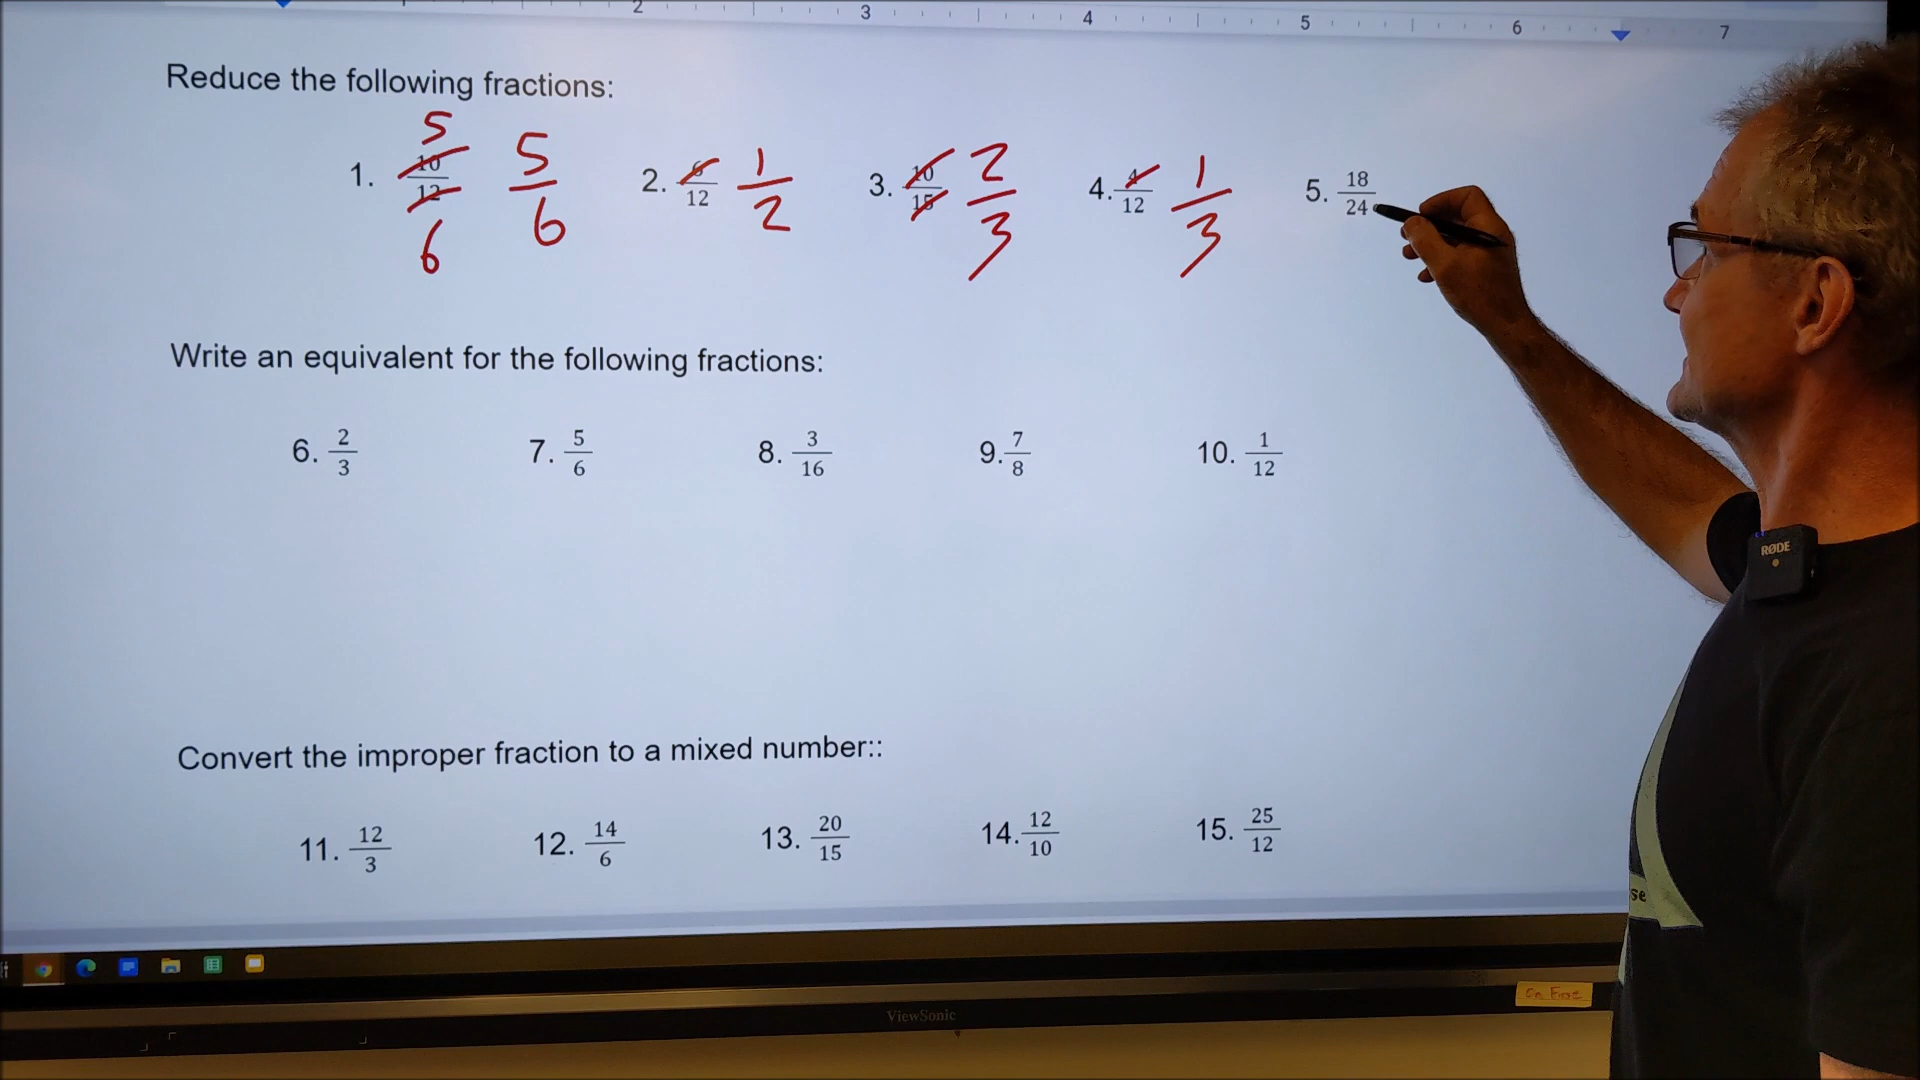 2 3 4 5 6 7
Reduce the following fractions:
5
1. 10/12 5/6 2. 6/12 1/2 3. 10/15 2/3 4. 4/12 1/3 5. 18/24
6
Write an equivalent for the following fractions:
6. 2/3 7. 5/6 8. 3/16 9. 7/8 10. 1/12
Convert the improper fraction to a mixed number::
11. 12/3 12. 14/6 13. 20/15 14. 12/10 15. 25/12
RØDE
se
ViewSonic